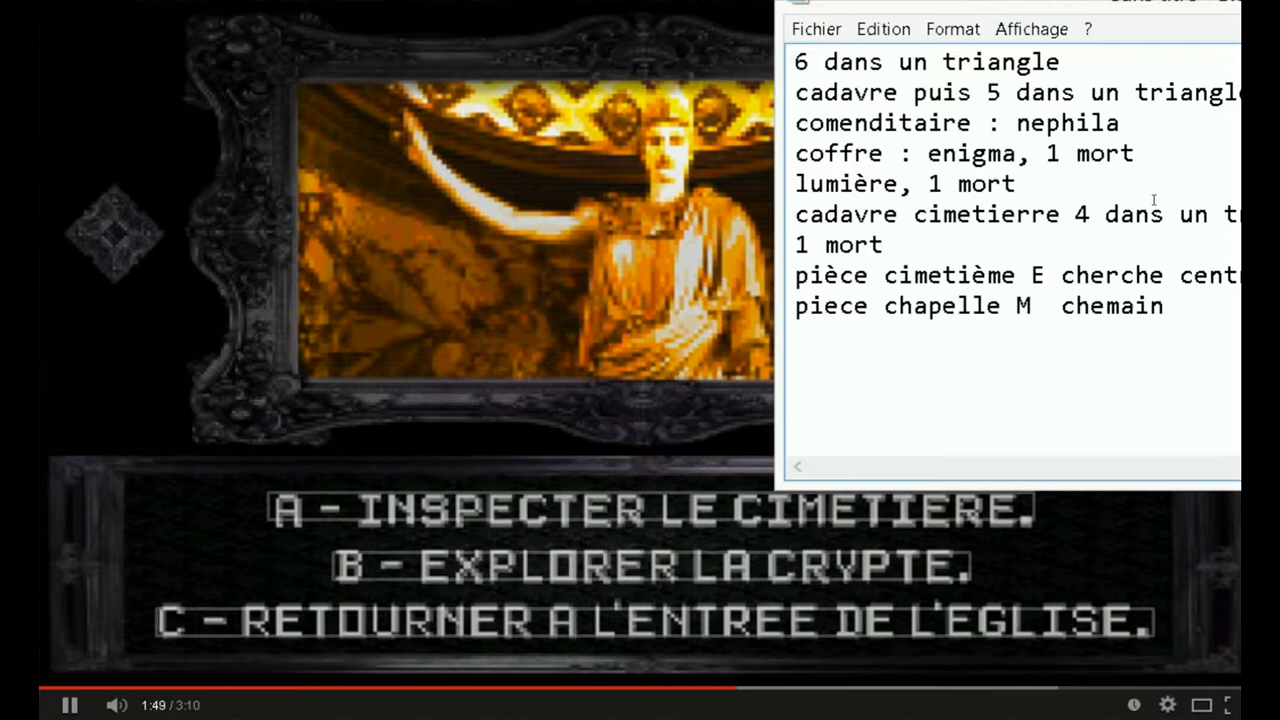 Fichier Edition Format Affichage ?
6 dans un triangle
cadavre puis 5 dans un triangl
comenditaire : nephila
coffre : enigma, 1 mort
lumière, 1 mort
cadavre cimetierre 4 dans un t
1 mort
pièce cimetième E cherche cent
piece chapelle M chemain
A - INSPECTER LE CIMETIERE.
B - EXPLORER LA CRYPTE.
C - RETOURNER A L'ENTREE DE L'EGLISE.
1:49 / 3:10